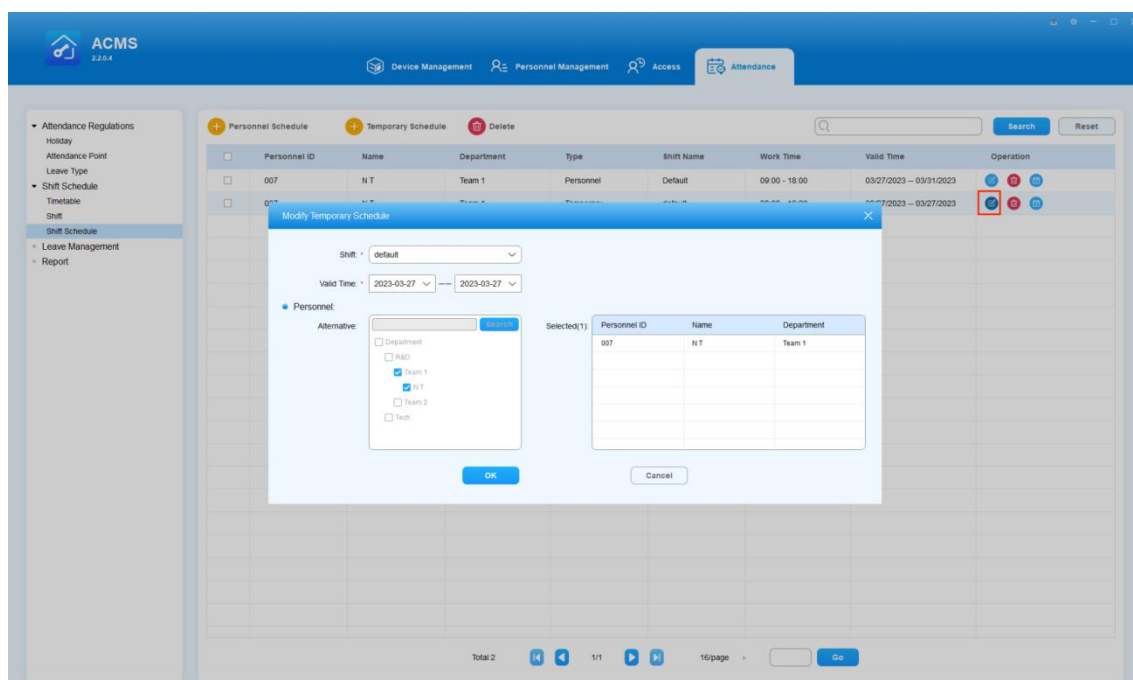 ACMS
2.2.0.4
Device Management Personnel Management Access Attendance
Attendance Regulations
Holiday
Attendance Point
Leave Type
Shift Schedule
Timetable
Shift
Shift Schedule
Leave Management
Report
Personnel Schedule Temporary Schedule Delete Search Reset
Personnel ID Name Department Type Shift Name Work Time Valid Time Operation
007 N T Team 1 Personnel Default 09:00 - 18:00 03/27/2023 -- 03/31/2023
-- 03/27/2023
Modify Temporary Schedule
Shift: * default
Valid Time: * 2023-03-27 —— 2023-03-27
Personnel:
Alternative: Search
Department
R&D
Team 1
N T
Team 2
Tech
Selected(1):
Personnel ID Name Department
007 N T Team 1
OK Cancel
Total:2 1/1 16/page Go